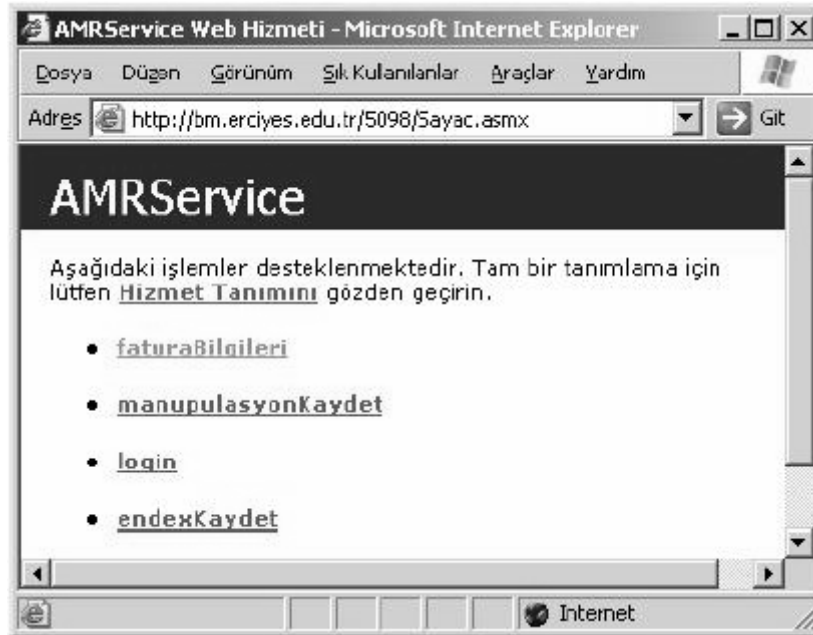 AMRService Web Hizmeti - Microsoft Internet Explorer
Dosya Düzen Görünüm Sık Kullanılanlar Araçlar Yardım
Adres http://bm.erciyes.edu.tr/5098/Sayac.asmx Git
AMRService
Aşağıdaki işlemler desteklenmektedir. Tam bir tanımlama için
lütfen Hizmet Tanımını gözden geçirin.
• faturaBilgileri
• manupulasyonKaydet
• login
• endexKaydet
Internet